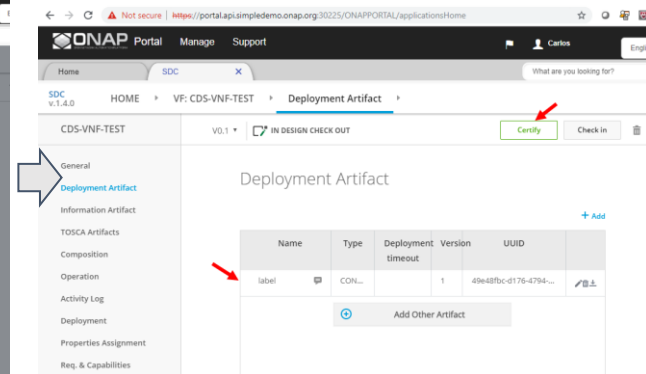 Not secure | https://portal.api.simpledemo.onap.org:30225/ONAPPORTAL/applicationsHome
ONAP Portal Manage Support Carlos
Engli
Home SDC X What are you looking for?
SDC
v.1.4.0
HOME VF: CDS-VNF-TEST Deployment Artifact
CDS-VNF-TEST V0.1 IN DESIGN CHECK OUT Certify Check in
General
Deployment Artifact
Information Artifact
TOSCA Artifacts
Composition
Operation
Activity Log
Deployment
Properties Assignment
Req. & Capabilities
Deployment Artifact
+ Add
Name Type Deployment timeout Version UUID
label CON... 1 49e48fbc-d176-4794-...
Add Other Artifact